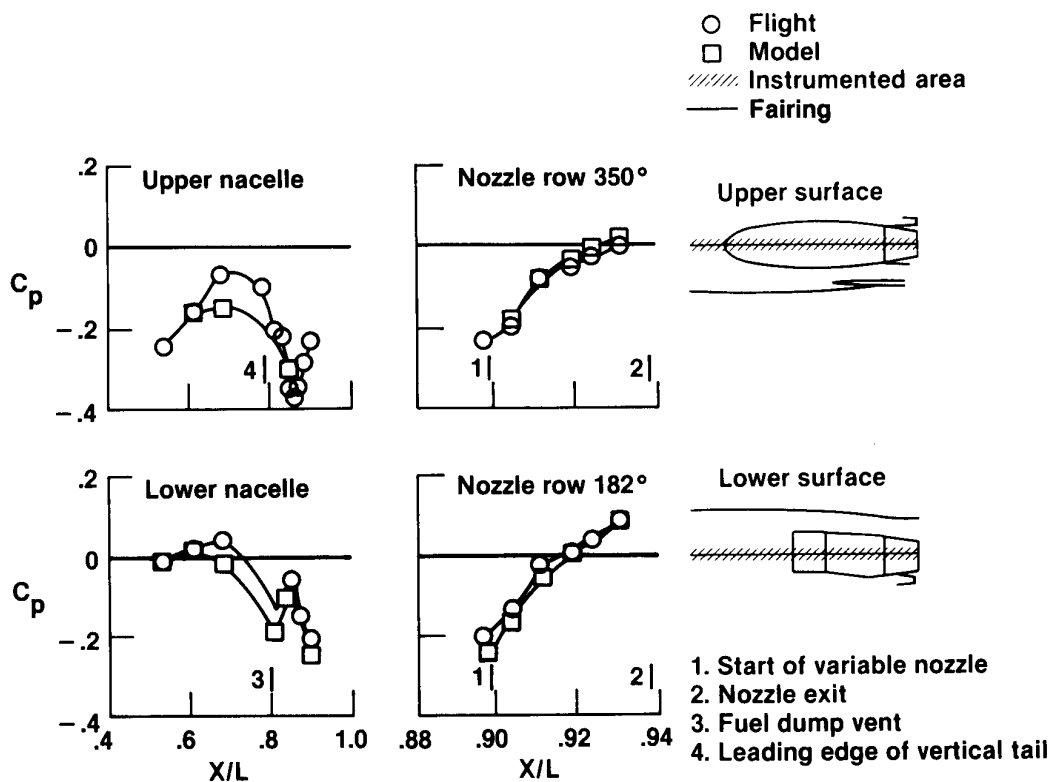 Flight
Model
Instrumented area
Fairing
Upper nacelle
Nozzle row 350°
Upper surface
.2
0
Cp
−.2
−.4
4
1
2
Lower nacelle
Nozzle row 182°
Lower surface
.2
0
Cp
−.2
−.4
3
1
2
.4 .6 .8 1.0
.88 .90 .92 .94
X/L
X/L
1. Start of variable nozzle
2. Nozzle exit
3. Fuel dump vent
4. Leading edge of vertical tail